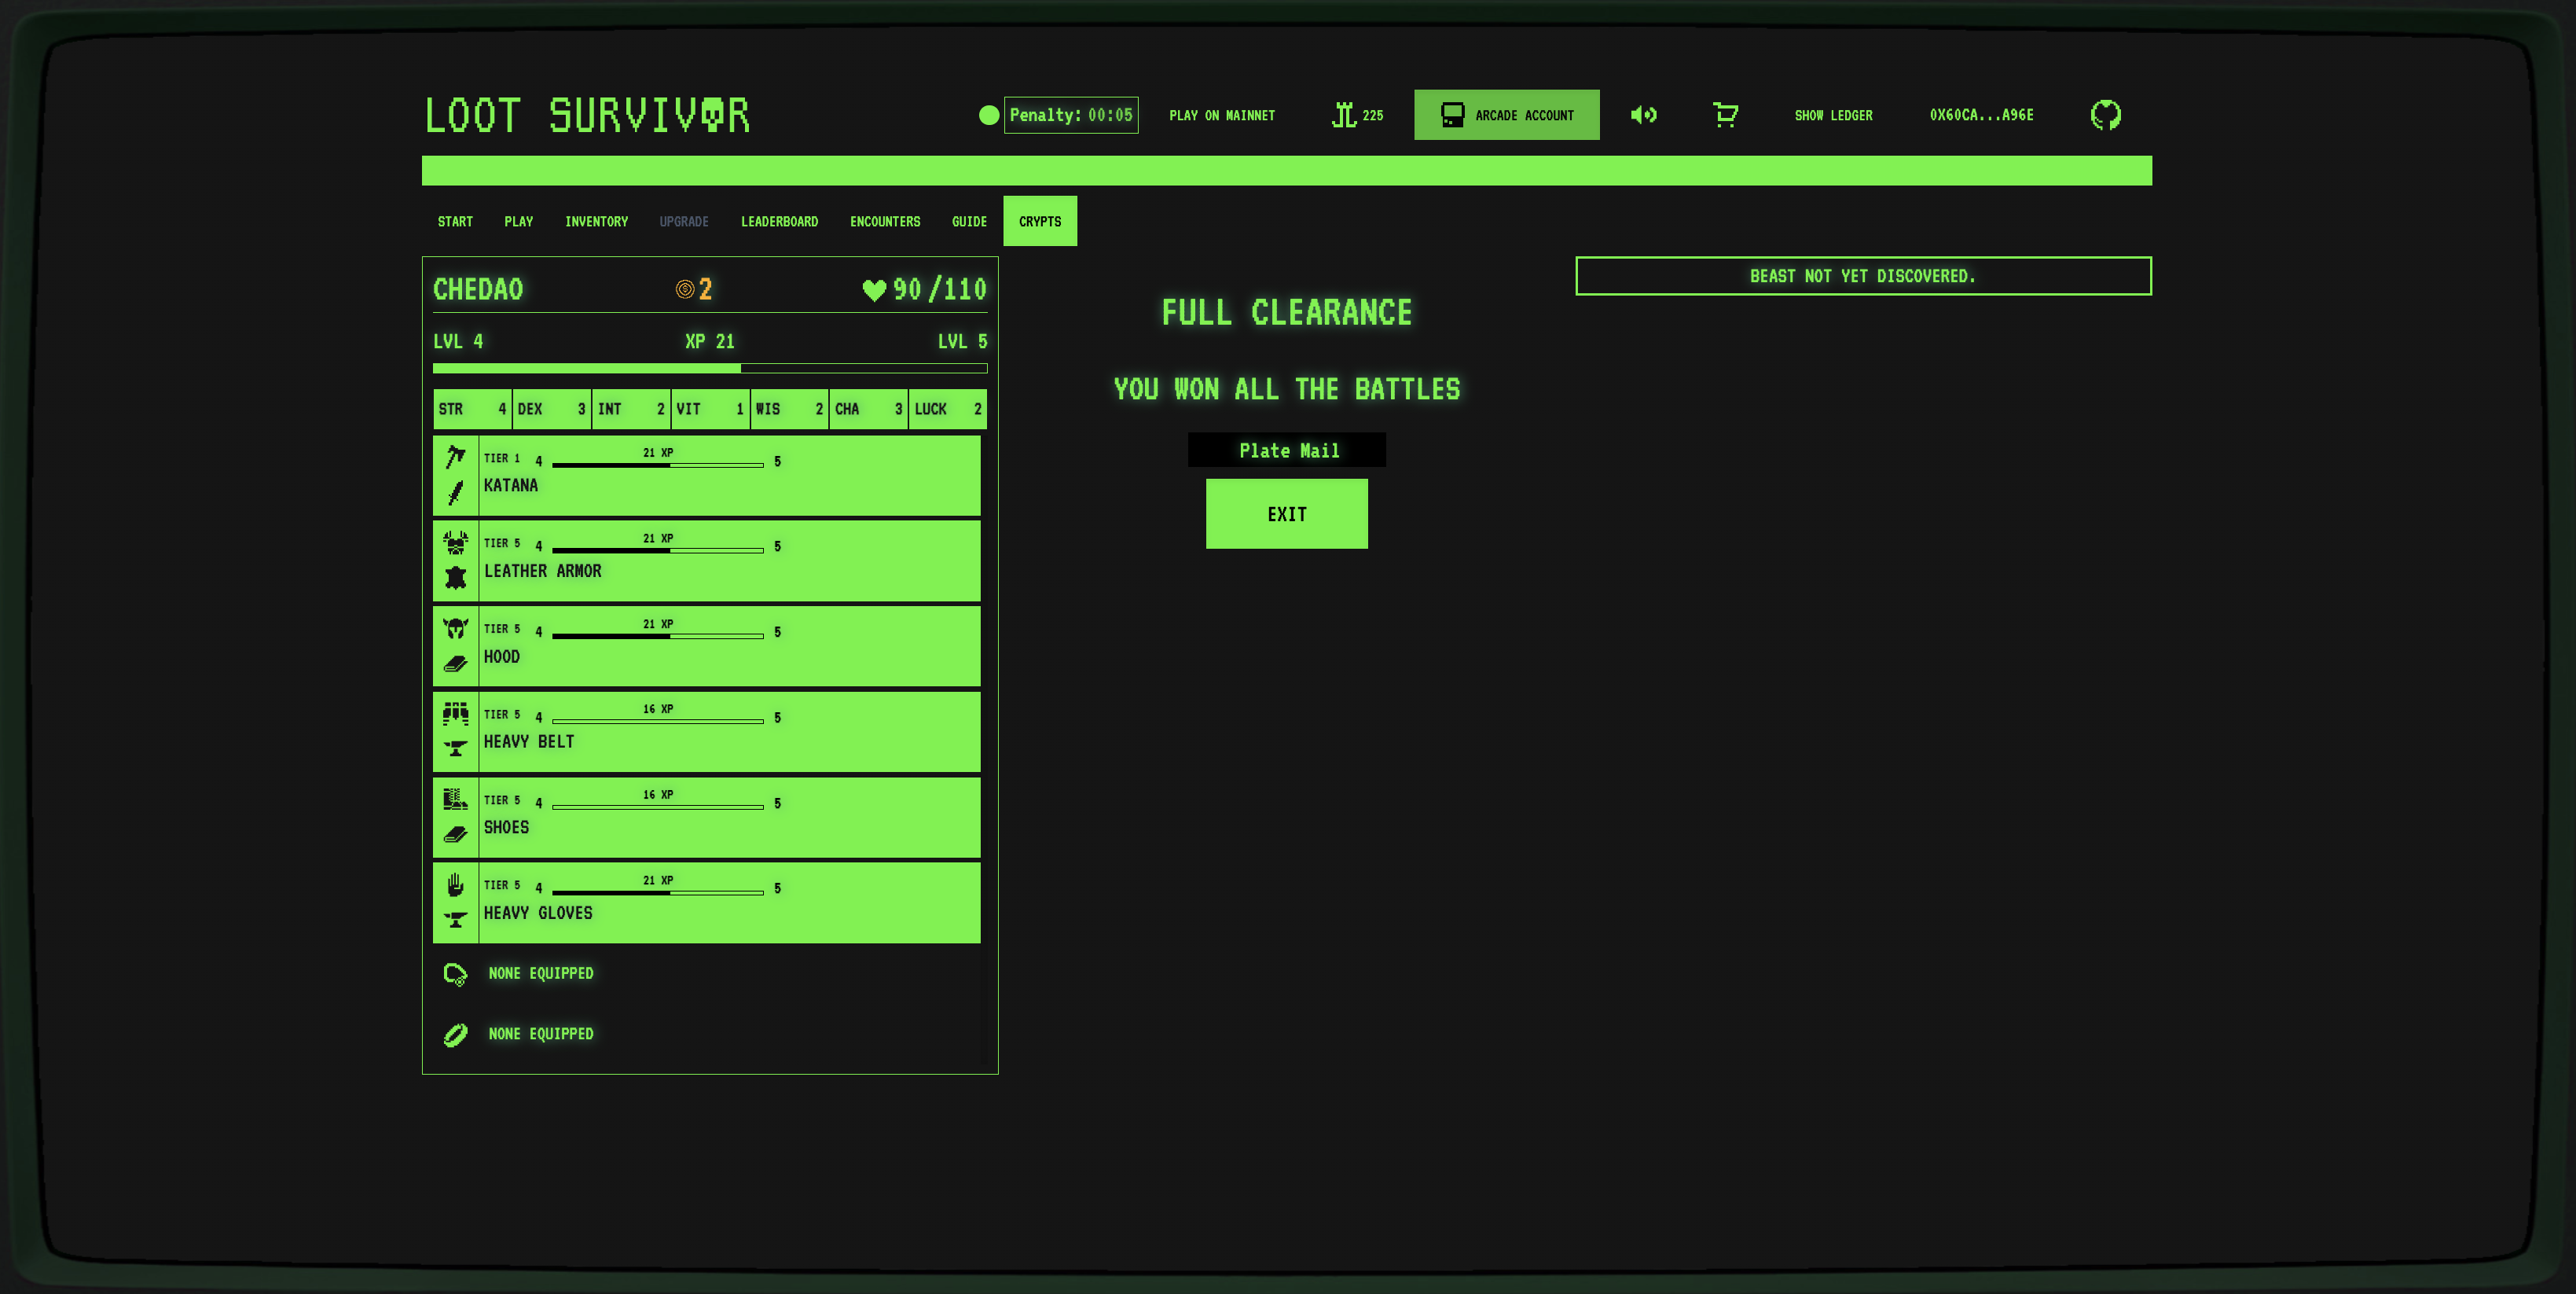 LOOT SURVIVOR
Penalty: 00:05
PLAY ON MAINNET
225
ARCADE ACCOUNT
SHOW LEDGER
0X60CA...A96E
START PLAY INVENTORY UPGRADE LEADERBOARD ENCOUNTERS GUIDE CRYPTS
CHEDAO 2 90/110
LVL 4 XP 21 LVL 5
STR 4 DEX 3 INT 2 VIT 1 WIS 2 CHA 3 LUCK 2
TIER 1 4 21 XP 5
KATANA
TIER 5 4 21 XP 5
LEATHER ARMOR
TIER 5 4 21 XP 5
HOOD
TIER 5 4 16 XP 5
HEAVY BELT
TIER 5 4 16 XP 5
SHOES
TIER 5 4 21 XP 5
HEAVY GLOVES
NONE EQUIPPED
NONE EQUIPPED
FULL CLEARANCE
YOU WON ALL THE BATTLES
Plate Mail
EXIT
BEAST NOT YET DISCOVERED.